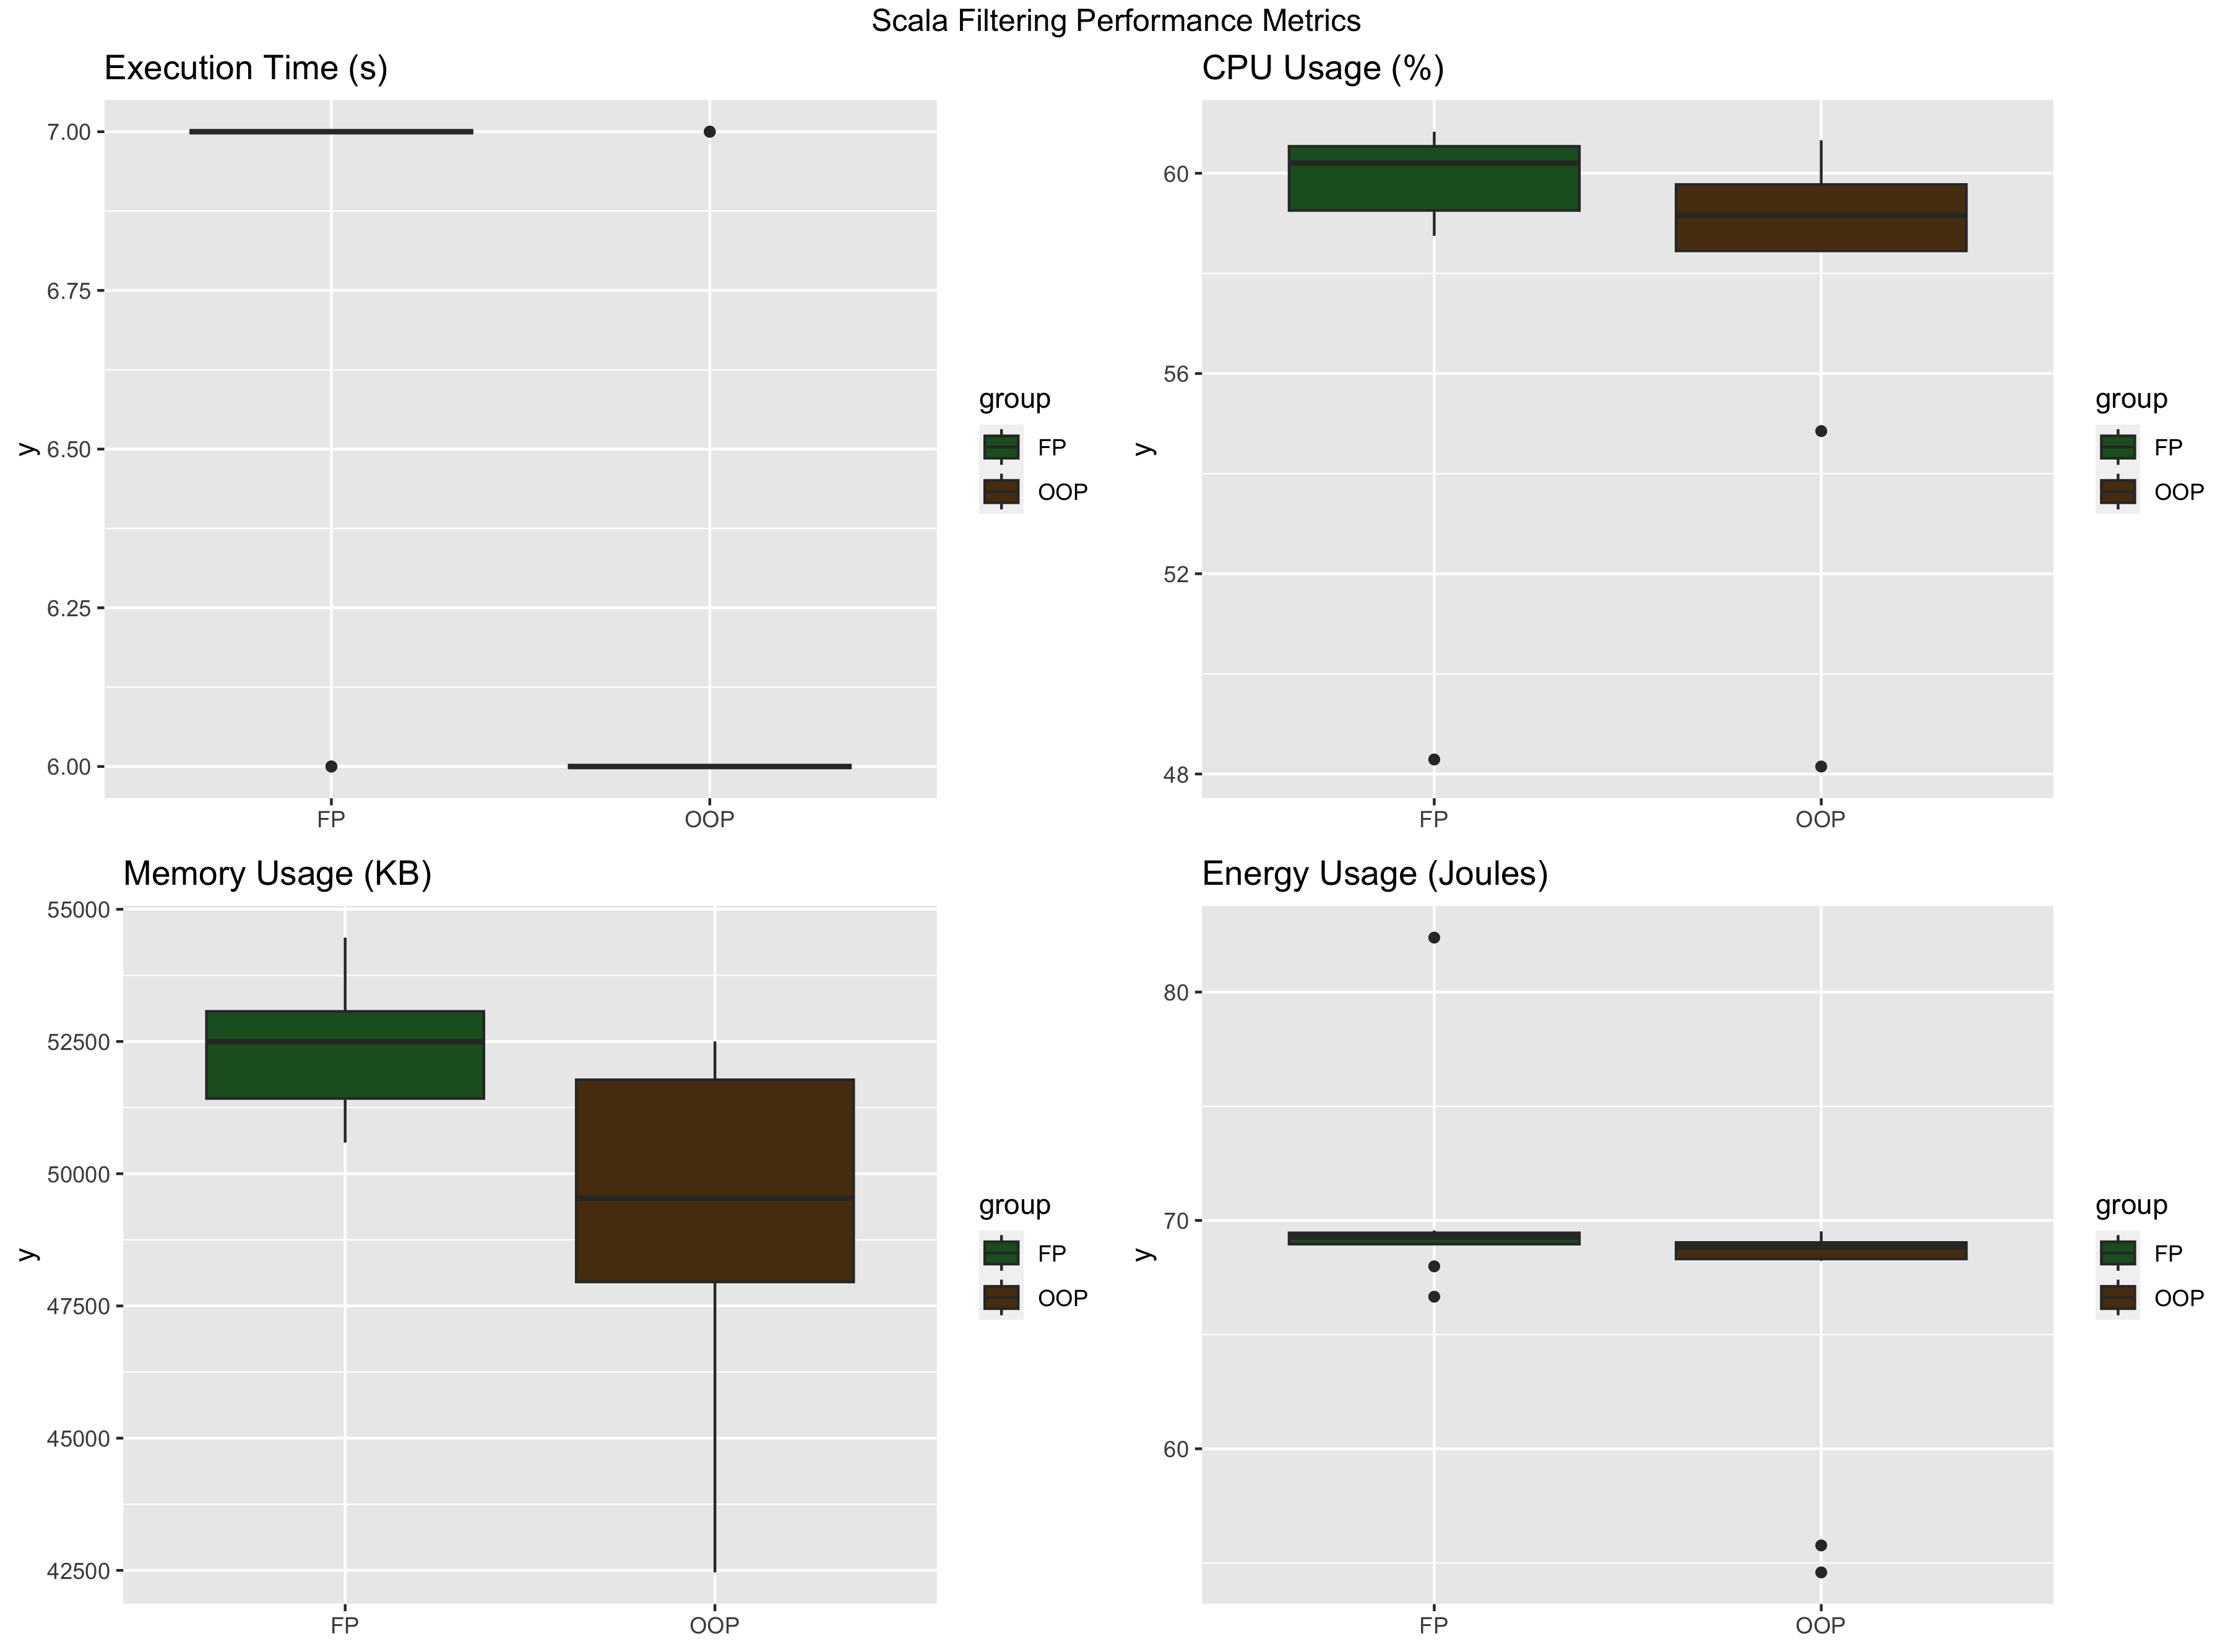 Scala Filtering Performance Metrics
Execution Time (s)
7.00
6.75
6.50
6.25
6.00
y
FP
OOP
group
FP
OOP
CPU Usage (%)
60
56
52
48
y
FP
OOP
group
FP
OOP
Memory Usage (KB)
55000
52500
50000
47500
45000
42500
y
FP
OOP
group
FP
OOP
Energy Usage (Joules)
80
70
60
y
FP
OOP
group
FP
OOP